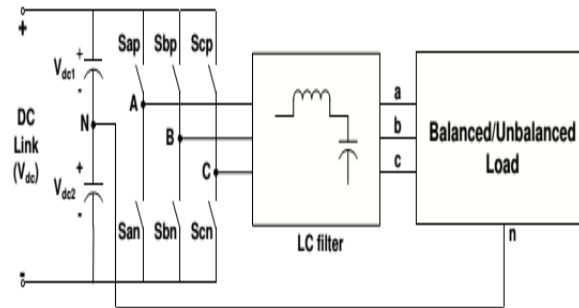 +
Sap Sbp Scp
+
Vdc1
-
A
a
DC
Link
(Vdc)
N
B
b
Balanced/Unbalanced
Load
+
Vdc2
-
C
c
San Sbn Scn
LC filter
n
-